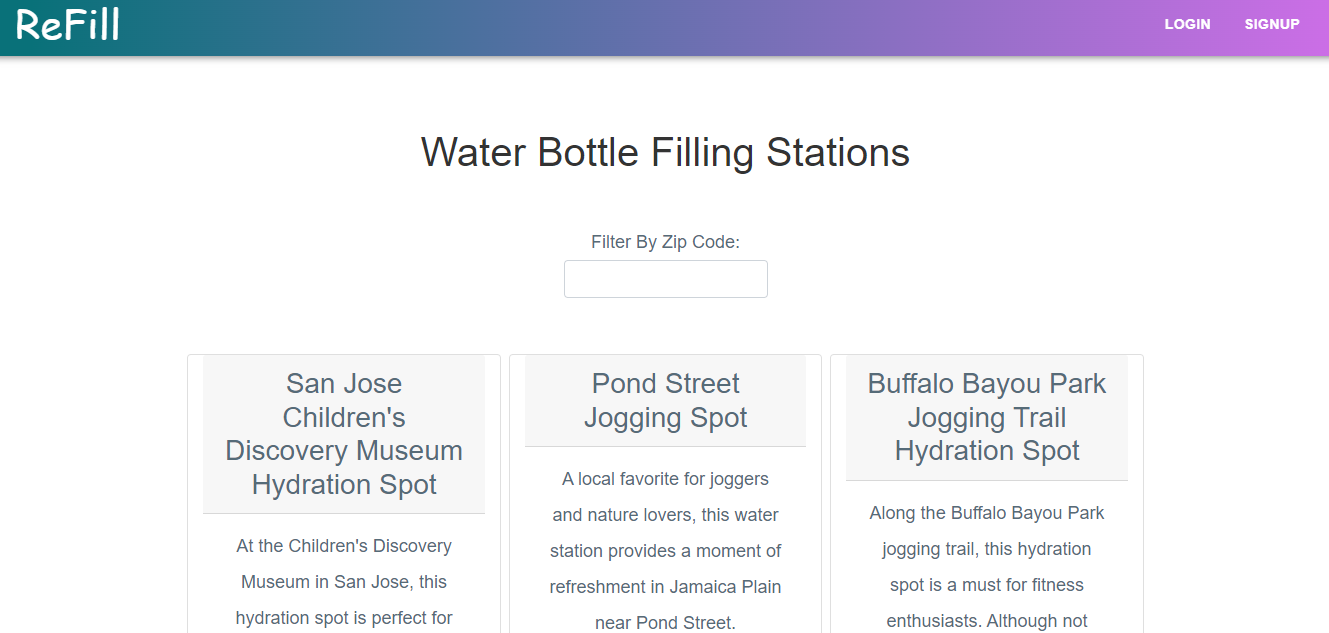 ReFill
LOGIN
SIGNUP
Water Bottle Filling Stations
Filter By Zip Code:
San Jose
Children's
Discovery Museum
Hydration Spot
At the Children's Discovery
Museum in San Jose, this
hydration spot is perfect for
Pond Street
Jogging Spot
A local favorite for joggers
and nature lovers, this water
station provides a moment of
refreshment in Jamaica Plain
near Pond Street.
Buffalo Bayou Park
Jogging Trail
Hydration Spot
Along the Buffalo Bayou Park
jogging trail, this hydration
spot is a must for fitness
enthusiasts. Although not